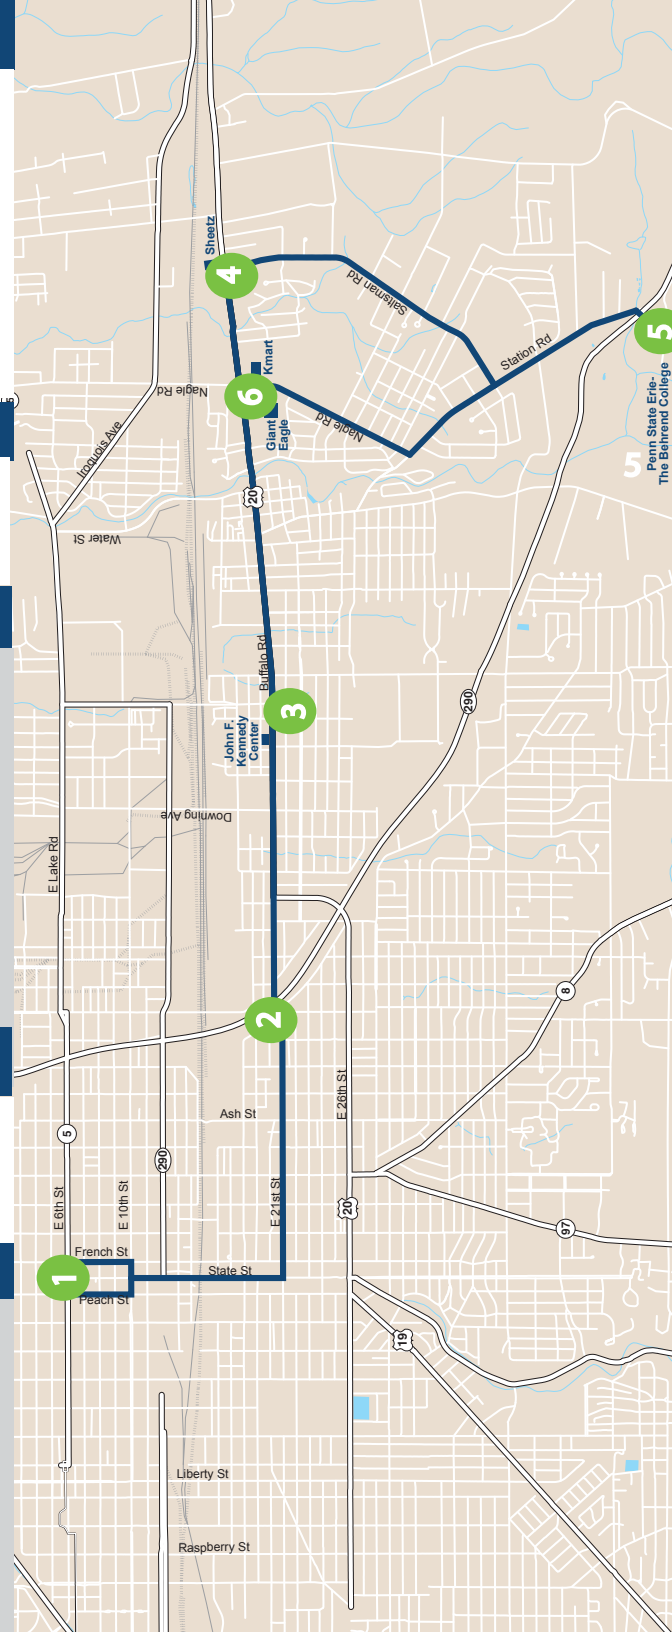 Sheetz
4
Saltsman Rd
5
Station Rd
Penn State Erie-
The Behrend College
5
Kmart
6
Nagle Rd
Giant
Eagle
Nagle Rd
Iroquois Ave
20
Water St
Buffalo Rd
3
290
John F.
Kennedy
Center
Downing Ave
E Lake Rd
2
8
Ash St
E 26th St
5
290
E 6th St
E 10th St
E 21st St
20
97
French St
1
State St
Peach St
19
Liberty St
Raspberry St